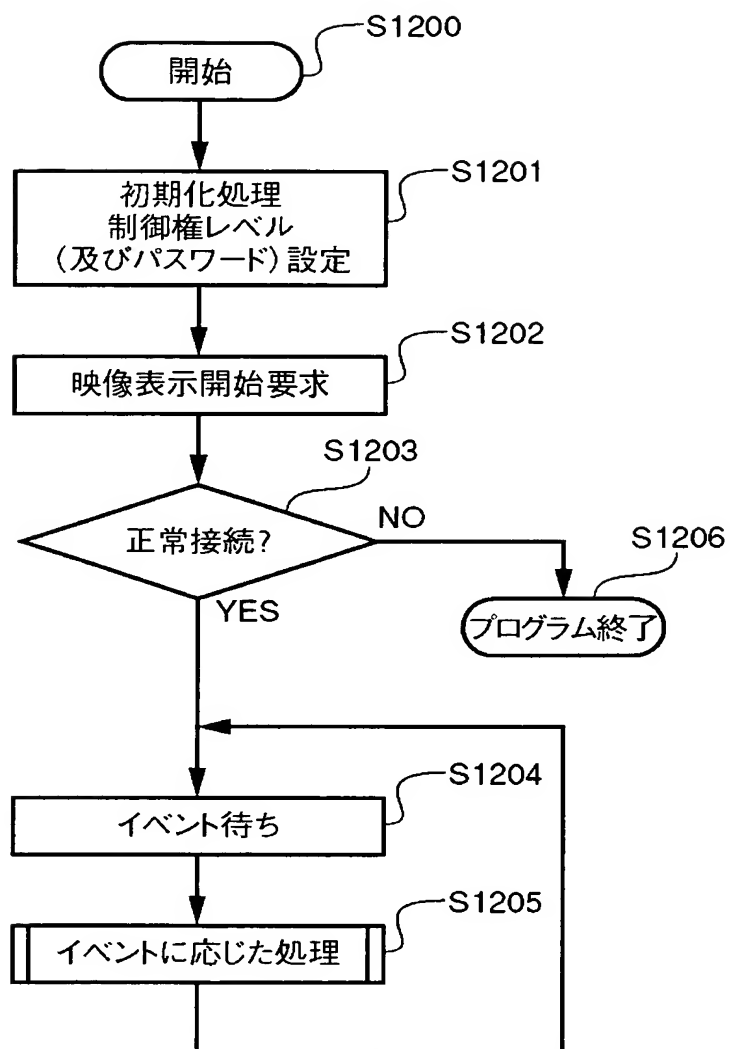 S1200
開始
S1201
初期化処理
制御権レベル
(及びパスワード)設定
S1202
映像表示開始要求
S1203
正常接続?
NO
S1206
プログラム終了
YES
S1204
イベント待ち
S1205
イベントに応じた処理